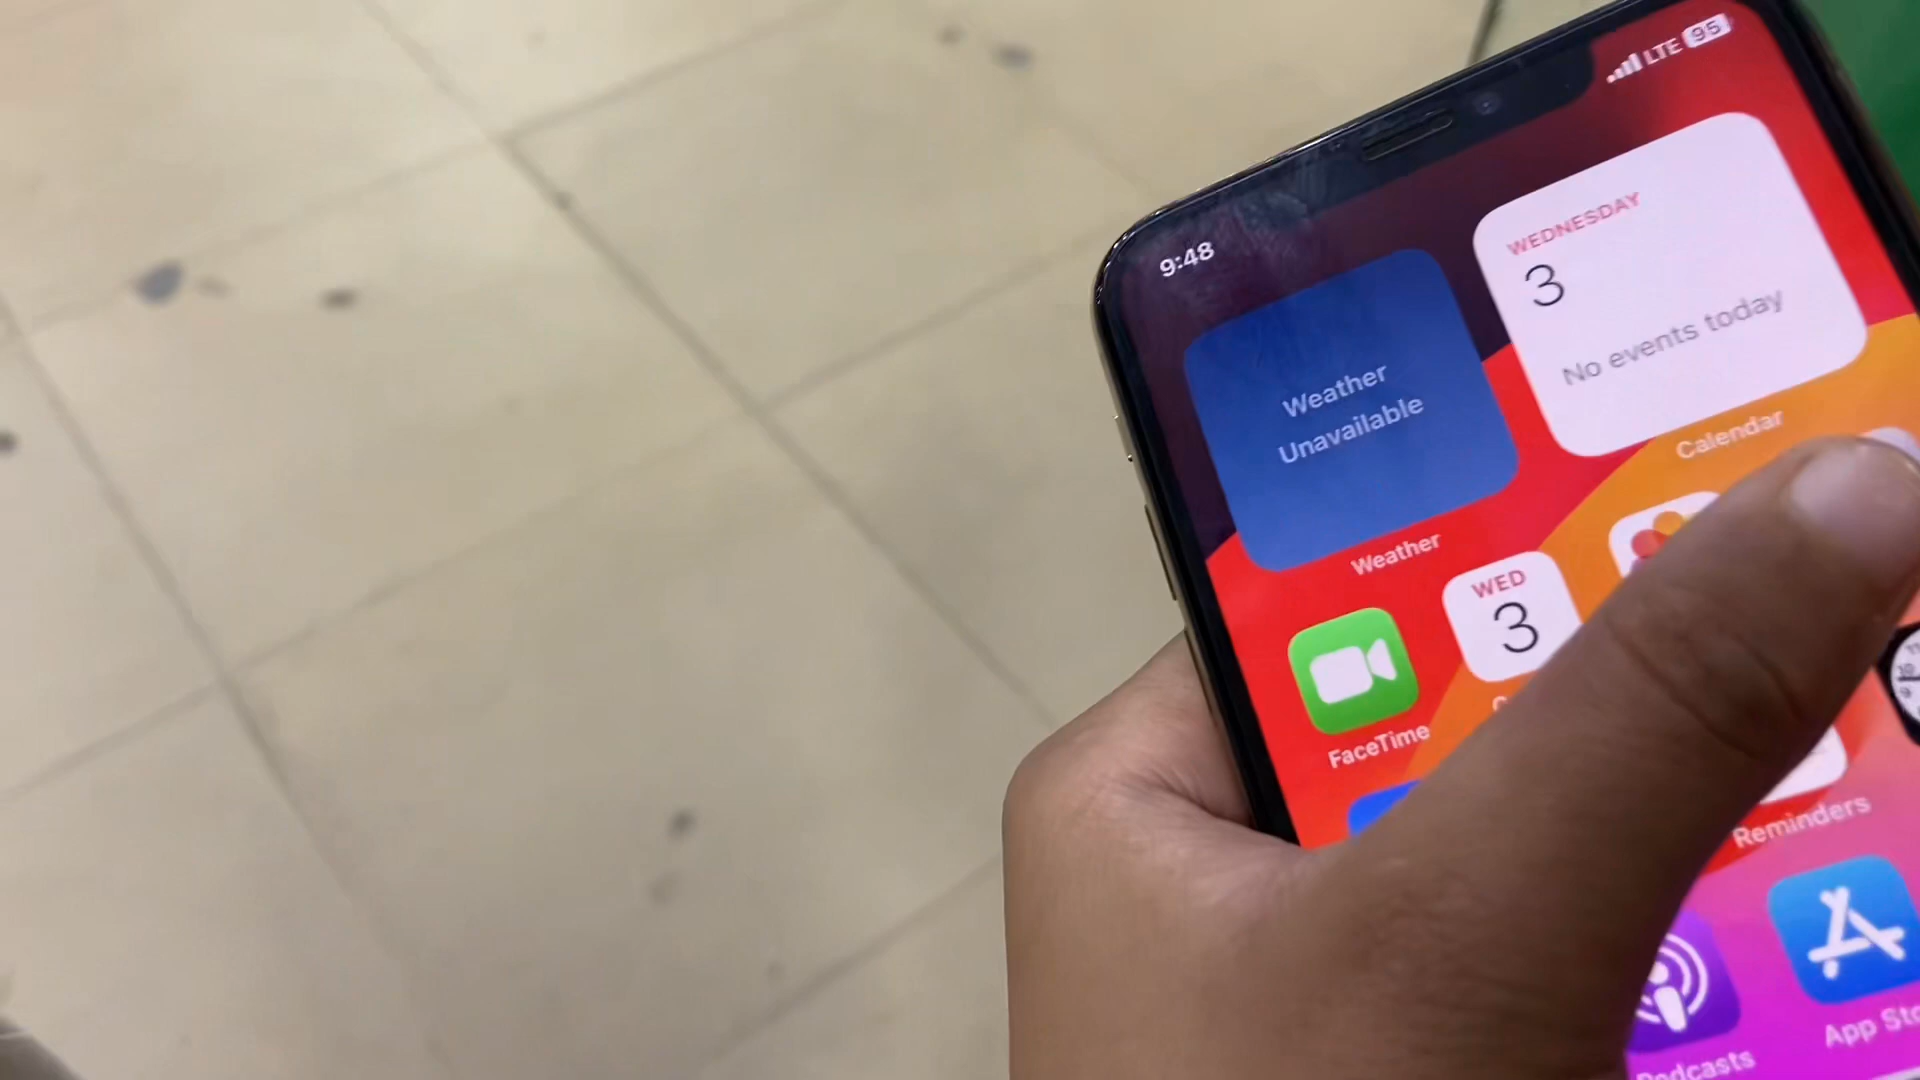 9:48
LTE 95
Weather
Unavailable
Weather
WEDNESDAY
3
No events today
Calendar
FaceTime
WED
3
Reminders
Podcasts
App Sto